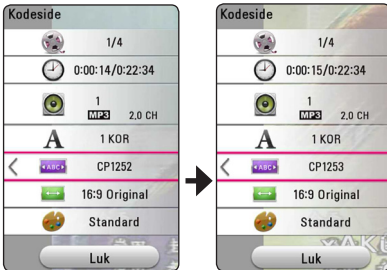 Kodeside
1/4
0:00:14/0:22:34
1
MP3 2,0 CH
A 1 KOR
ABC CP1252
16:9 Original
Standard
Luk
Kodeside
1/4
0:00:15/0:22:34
1
MP3 2,0 CH
A 1 KOR
ABC CP1253
16:9 Original
Standard
Luk